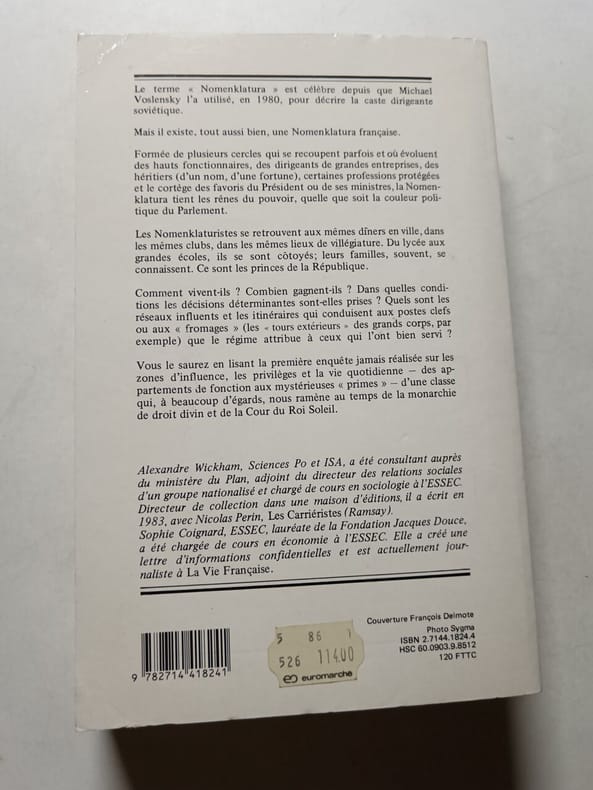 Le terme « Nomenklatura » est célèbre depuis que Michael
Voslensky l'a utilisé, en 1980, pour décrire la caste dirigeante
soviétique.
Mais il existe, tout aussi bien, une Nomenklatura française.
Formée de plusieurs cercles qui se recoupent parfois et où évoluent
des hauts fonctionnaires, des dirigeants de grandes entreprises, des
héritiers (d'un nom, d'une fortune), certaines professions protégées
et le cortège des favoris du Président ou de ses ministres, la Nomen-
klatura tient les rênes du pouvoir, quelle que soit la couleur poli-
tique du Parlement.
Les Nomenklaturistes se retrouvent aux mêmes dîners en ville, dans
les mêmes clubs, dans les mêmes lieux de villégiature. Du lycée aux
grandes écoles, ils se sont côtoyés; leurs familles, souvent, se
connaissent. Ce sont les princes de la République.
Comment vivent-ils ? Combien gagnent-ils ? Dans quelles condi-
tions les décisions déterminantes sont-elles prises ? Quels sont les
réseaux influents et les itinéraires qui conduisent aux postes clefs
ou aux « fromages » (les « tours extérieurs » des grands corps, par
exemple) que le régime attribue à ceux qui l'ont bien servi ?
Vous le saurez en lisant la première enquête jamais réalisée sur les
zones d'influence, les privilèges et la vie quotidienne — des ap-
partements de fonction aux mystérieuses « primes » — d'une classe
qui, à beaucoup d'égards, nous ramène au temps de la monarchie
de droit divin et de la Cour du Roi Soleil.
Alexandre Wickham, Sciences Po et ISA, a été consultant auprès
du ministère du Plan, adjoint du directeur des relations sociales
d'un groupe nationalisé et chargé de cours en sociologie à l'ESSEC.
Directeur de collection dans une maison d'éditions, il a écrit en
1983, avec Nicolas Perin, Les Carriéristes (Ramsay).
Sophie Coignard, ESSEC, lauréate de la Fondation Jacques Douce,
a été chargée de cours en économie à l'ESSEC. Elle a créé une
lettre d'informations confidentielles et est actuellement jour-
naliste à La Vie Française.
Couverture François Delmote
Photo Sygma
ISBN 2.7144.1824.4
HSC 60.0903.9.8512
120 FTTC
5 86 1
526 114.00
euromarché
9 782714 418241